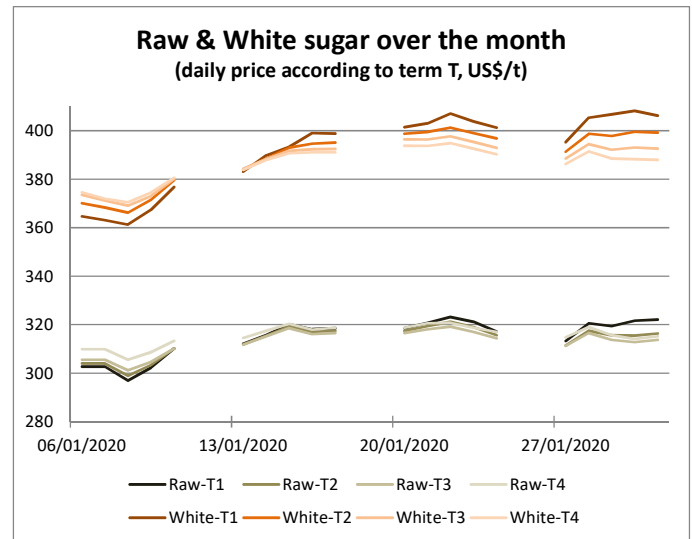 Raw & White sugar over the month
(daily price according to term T, US$/t)
400
380
360
340
320
300
280
06/01/2020 13/01/2020 20/01/2020 27/01/2020
Raw-T1 Raw-T2 Raw-T3 Raw-T4
White-T1 White-T2 White-T3 White-T4